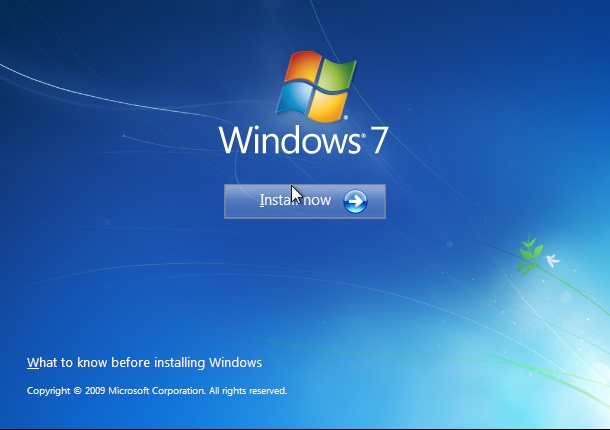 Windows® 7
Install now
What to know before installing Windows
Copyright © 2009 Microsoft Corporation. All rights reserved.